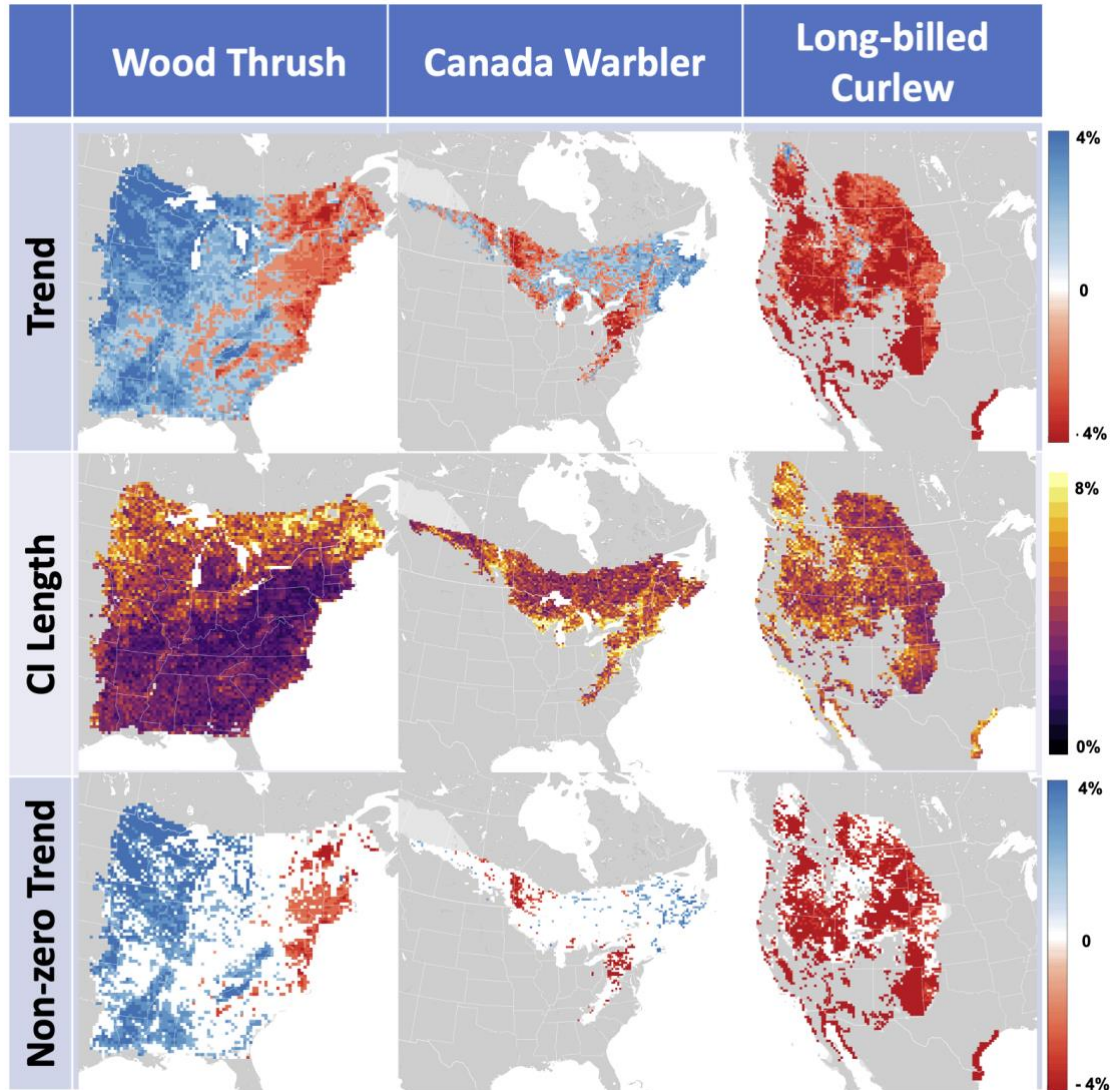 Wood Thrush
Canada Warbler
Long-billed
Curlew
Trend
4%
0
- 4%
CI Length
8%
0%
Non-zero Trend
4%
0
- 4%